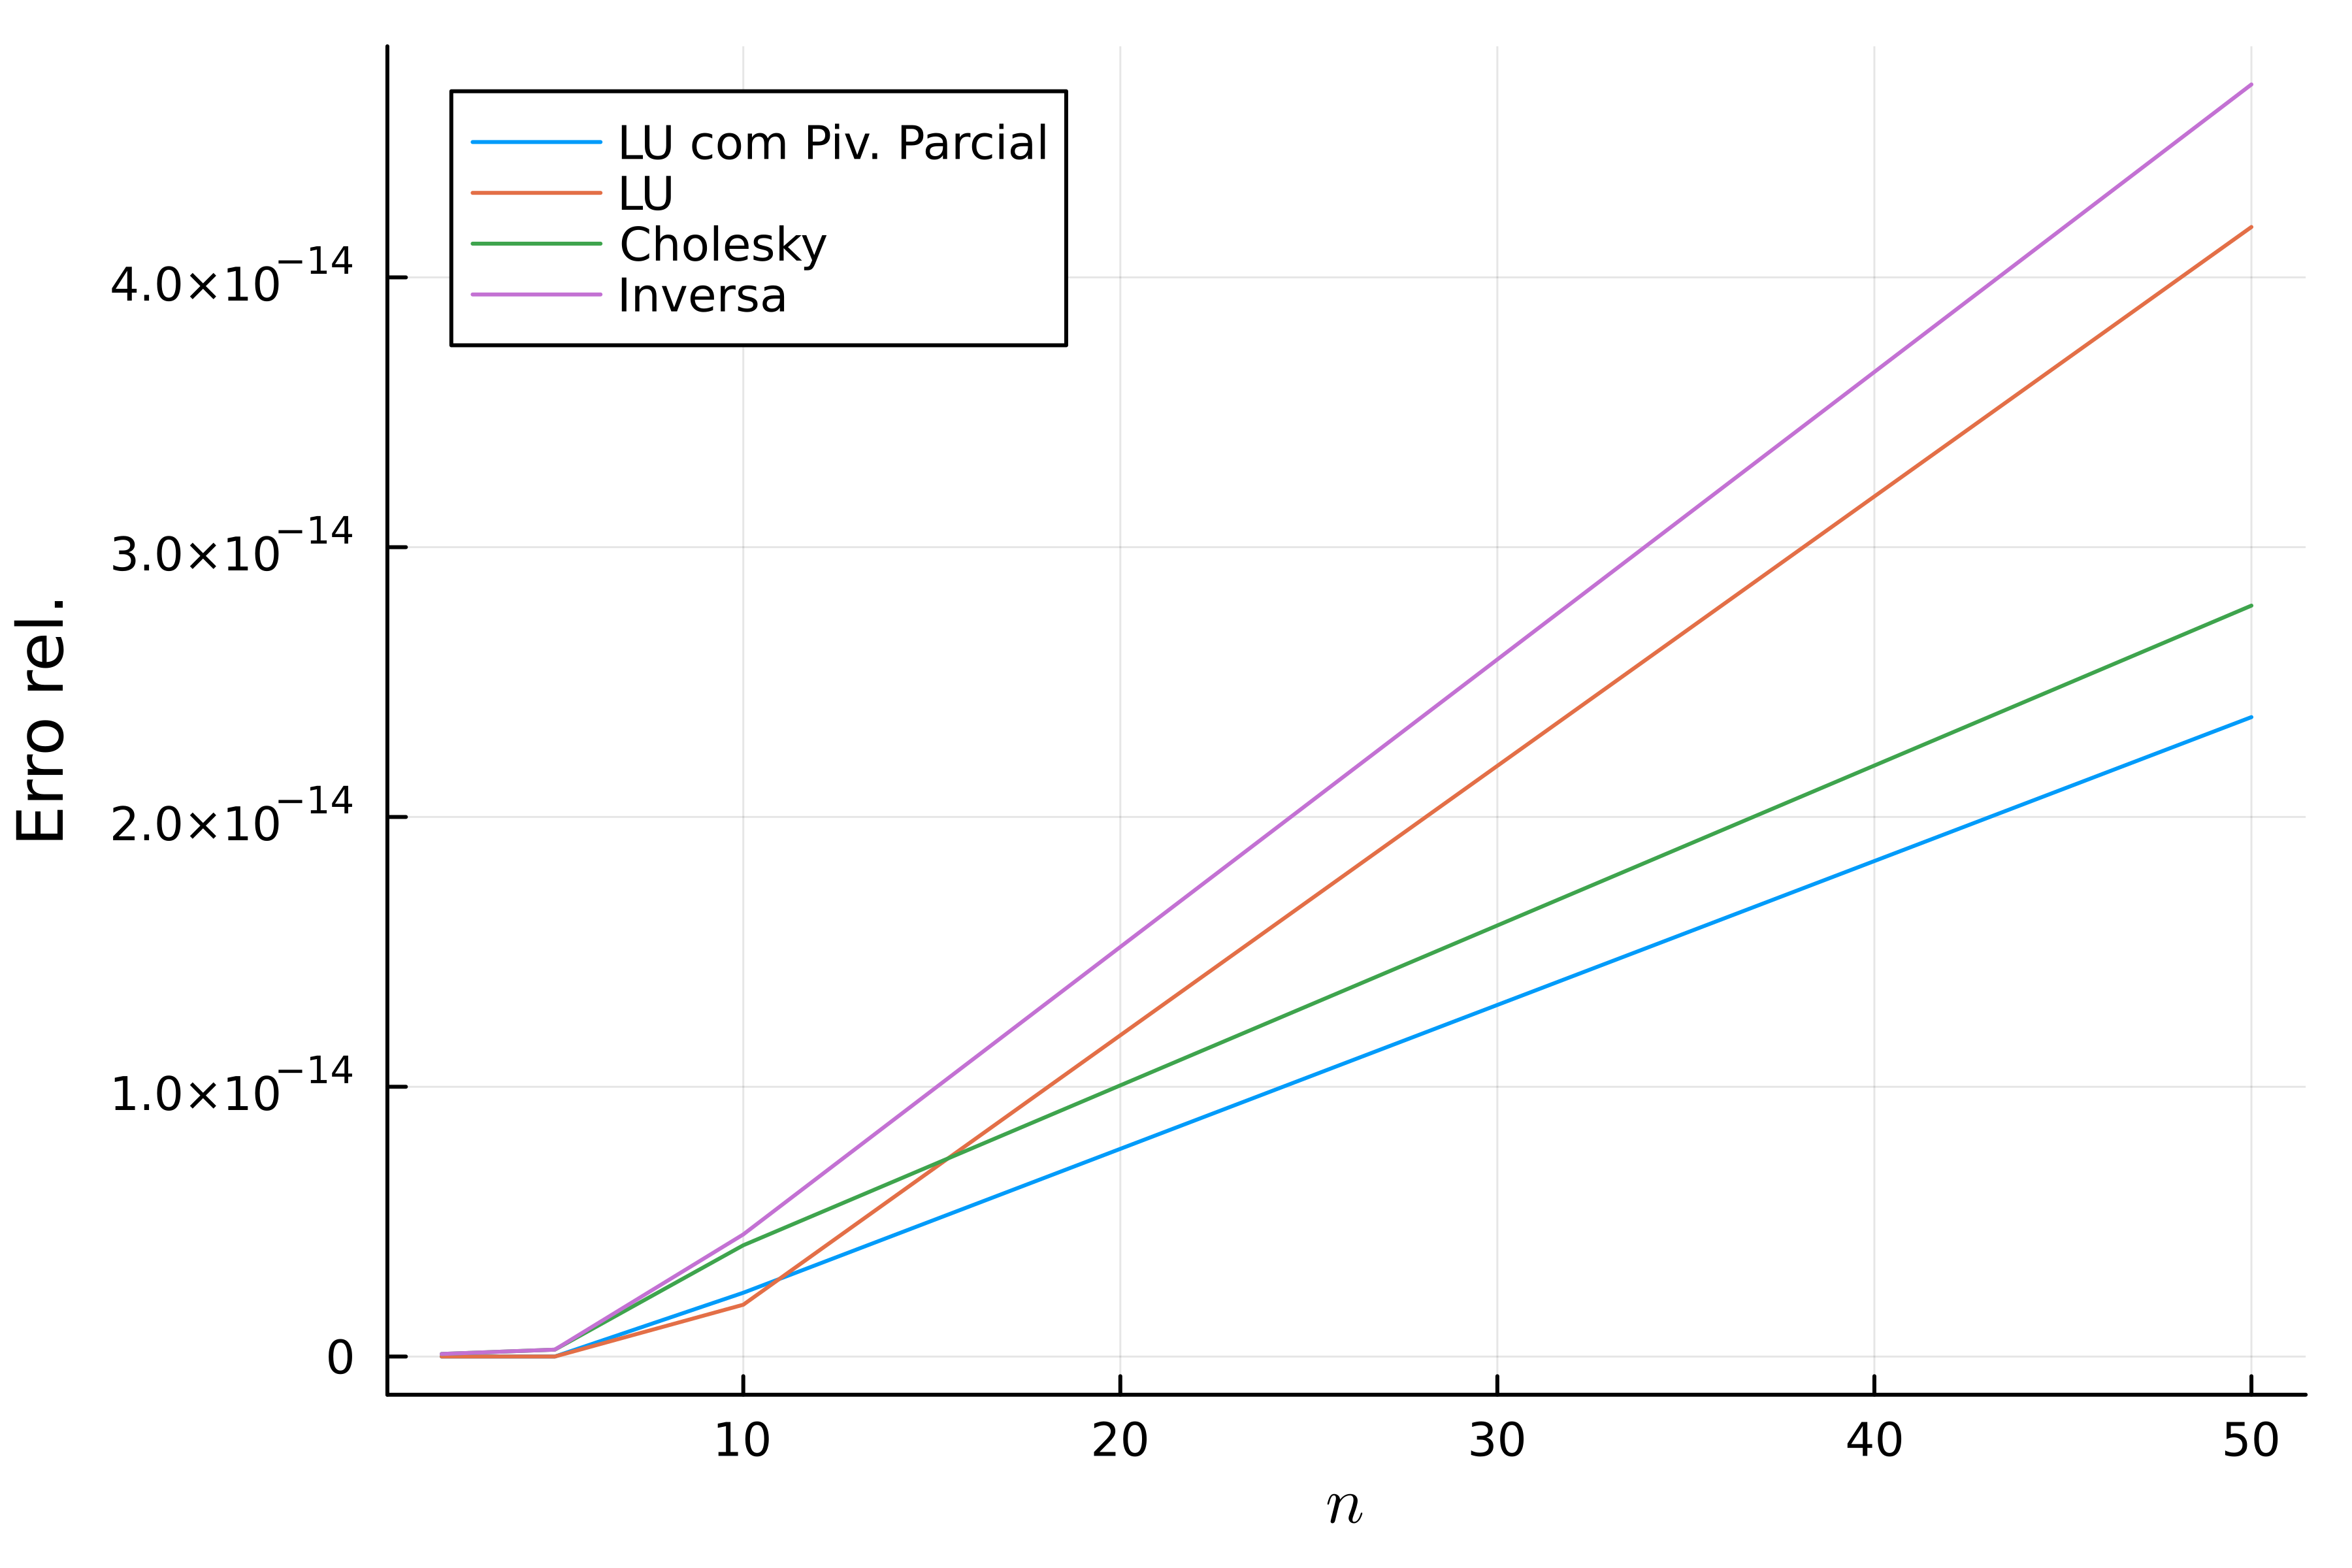 LU com Piv. Parcial
LU
Cholesky
Inversa
Erro rel.
4.0×10⁻¹⁴
3.0×10⁻¹⁴
2.0×10⁻¹⁴
1.0×10⁻¹⁴
0
10 20 30 40 50
n